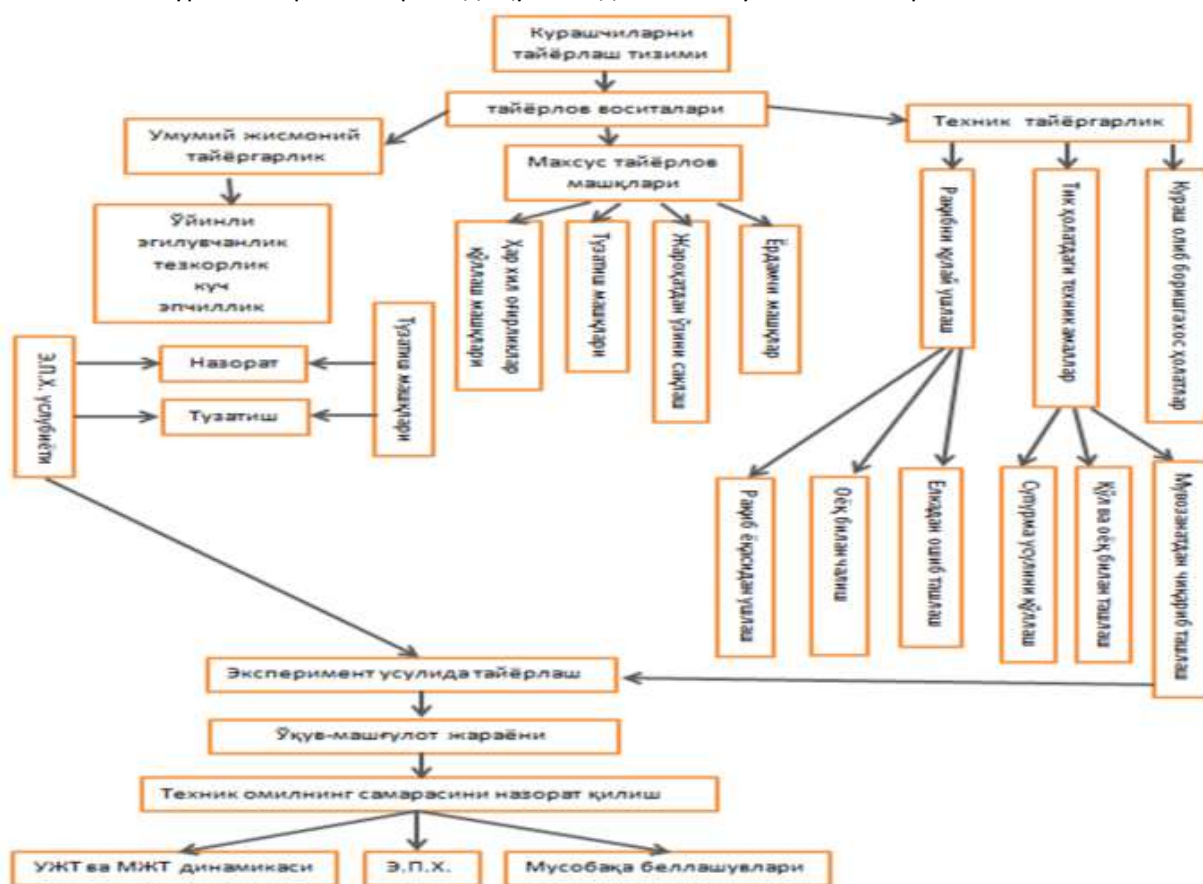 Курашчиларни
тайёрлаш тизими
тайёрлов воситалари
Умумий жисмоний
тайёргарлик
Техник тайёргарлик
Махсус тайёрлов
машқлари
Ўйинли
эгилувчанлик
тезкорлик
куч
эпчиллик
Ҳар хил оғирликлар
қўллаш машқлари
Тузатиш машқлари
Жароҳатдан ўзини сақлаш
Ёрдамчи машқлар
Рақибни қулай ушлаш
Тик ҳолатдаги техник амаллар
Кураш олиб боришга хос ҳолатлар
Э.П.Х. услубиёти
Назорат
Тузатиш
Тузатиш машқлари
Рақиб ёқасидан ушлаш
Оёқ билан чалиш
Елкадан ошиб ташлаш
Супурма усулини қўллаш
Қўл ва оёқ билан ташлаш
Мувозанатдан чиқариб ташлаш
Эксперимент усулида тайёрлаш
Ўқув-машғулот жараёни
Техник омилнинг самарасини назорат қилиш
УЖТ ва МЖТ динамикаси
Э.П.Х.
Мусобақа беллашувлари